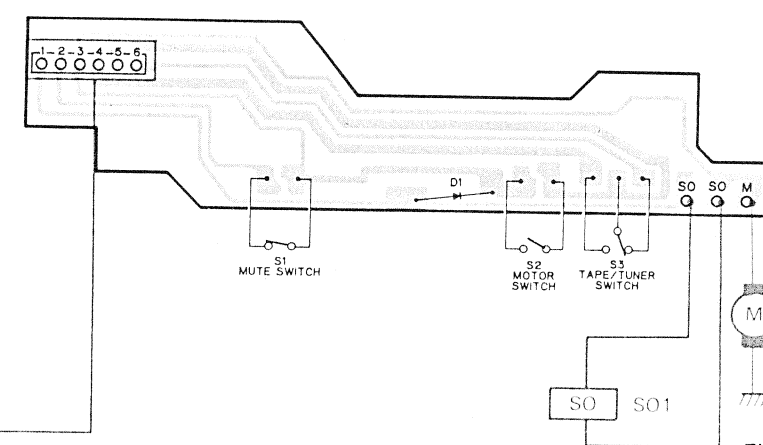 1-2-3-4-5-6
D1
SO SO M
S1
MUTE SWITCH
S2
MOTOR
SWITCH
S3
TAPE/TUNER
SWITCH
M
SO SO1